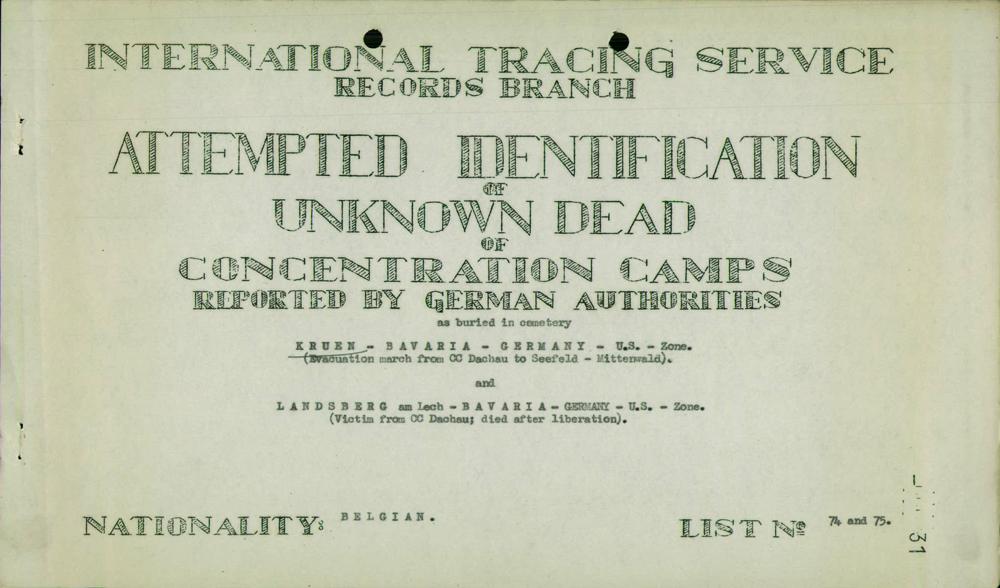 INTERNATIONAL TRACING SERVICE
RECORDS BRANCH
ATTEMPTED IDENTIFICATION
OF
UNKNOWN DEAD
OF
CONCENTRATION CAMPS
REPORTED BY GERMAN AUTHORITIES
as buried in cemetery
KRUEN - BAVARIA - GERMANY - U.S. - Zone.
(Evacuation march from CC Dachau to Seefeld - Mittenwald).
and
LANDSBERG am Lech - BAVARIA - GERMANY - U.S. - Zone.
(Victim from CC Dachau; died after liberation).
NATIONALITY: BELGIAN.
LIST Nº 74 and 75.
31